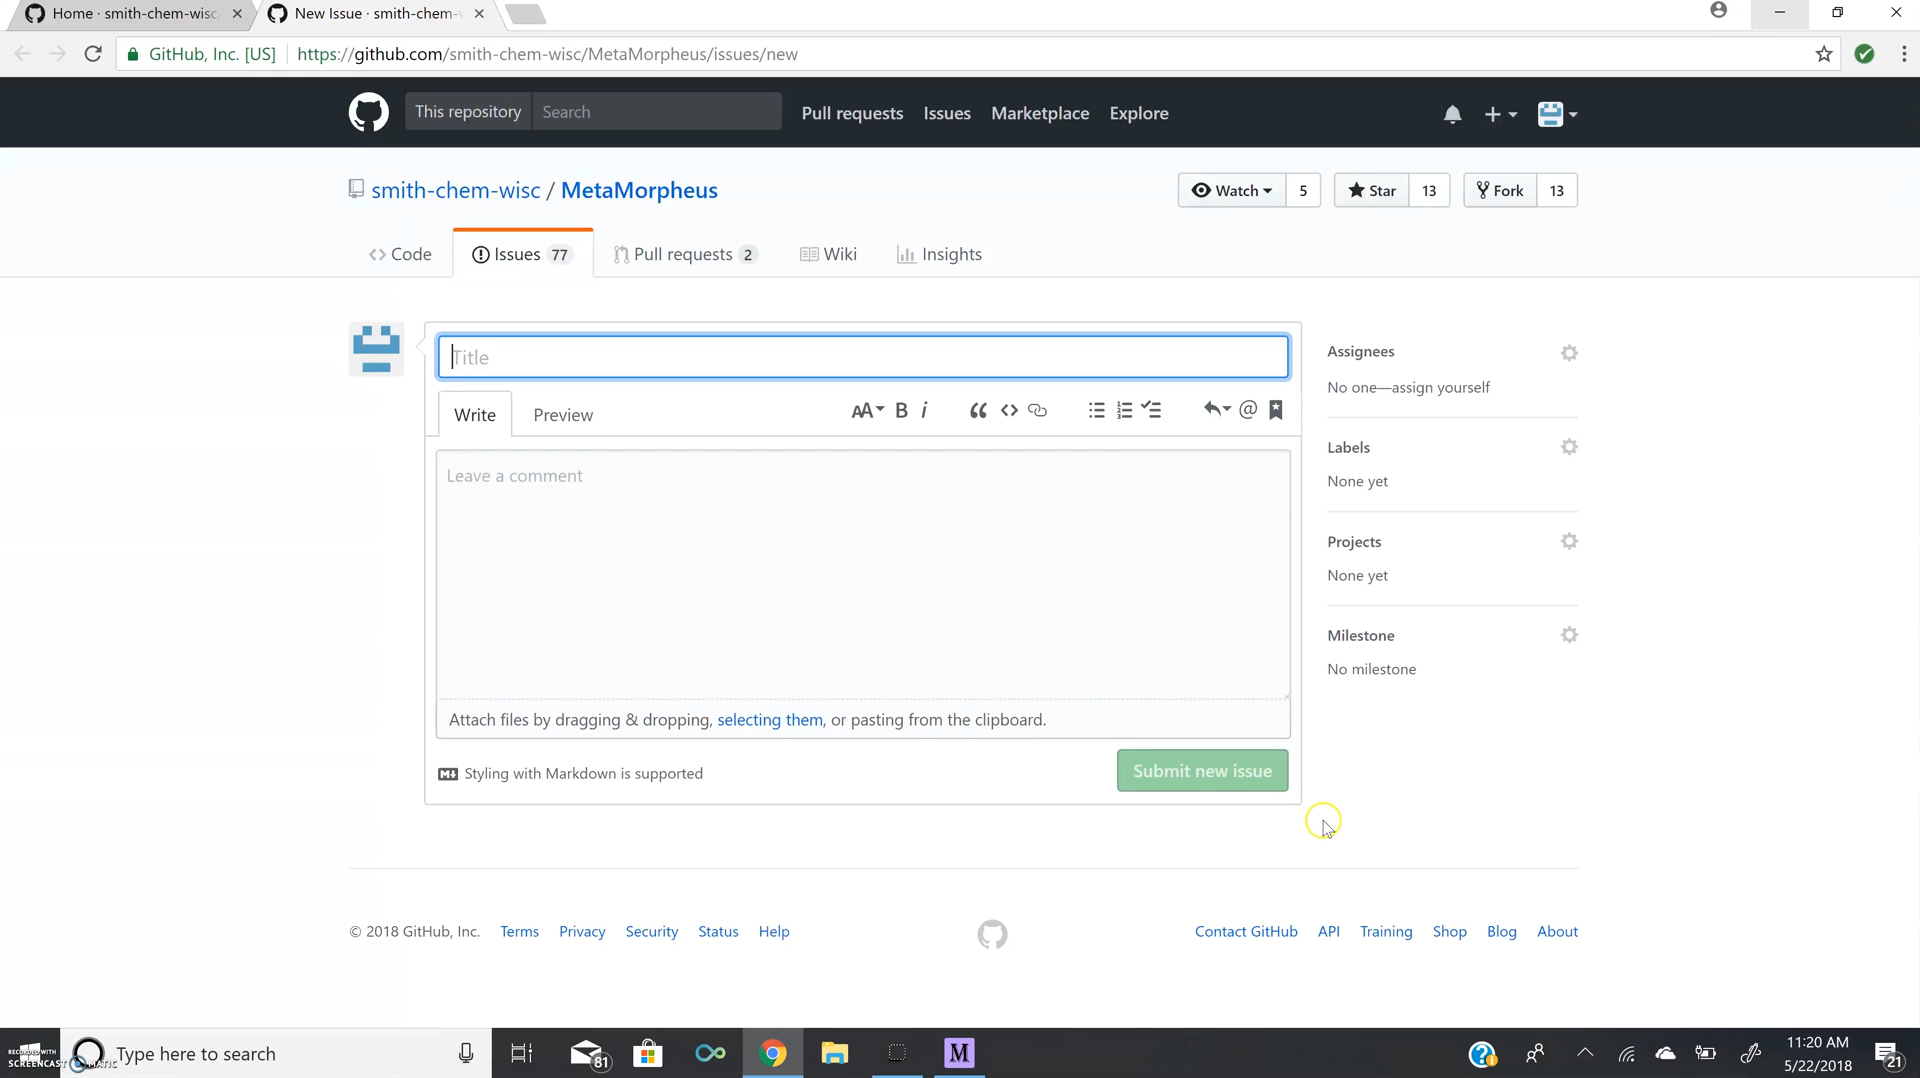 Home · smith-chem-wisc/
New Issue · smith-chem-
GitHub, Inc. [US]
https://github.com/smith-chem-wisc/MetaMorpheus/issues/new
This repository
Search
Pull requests
Issues
Marketplace
Explore
smith-chem-wisc / MetaMorpheus
Watch
5
Star
13
Fork
13
Code
Issues 77
Pull requests 2
Wiki
Insights
Title
Write
Preview
AA
B
i
@
Leave a comment
Attach files by dragging & dropping, selecting them, or pasting from the clipboard.
Styling with Markdown is supported
Submit new issue
Assignees
No one—assign yourself
Labels
None yet
Projects
None yet
Milestone
No milestone
© 2018 GitHub, Inc.
Terms
Privacy
Security
Status
Help
Contact GitHub
API
Training
Shop
Blog
About
RECORDED WITH
SCREENCAST-O-MATIC
Type here to search
81
M
11:20 AM
5/22/2018
21